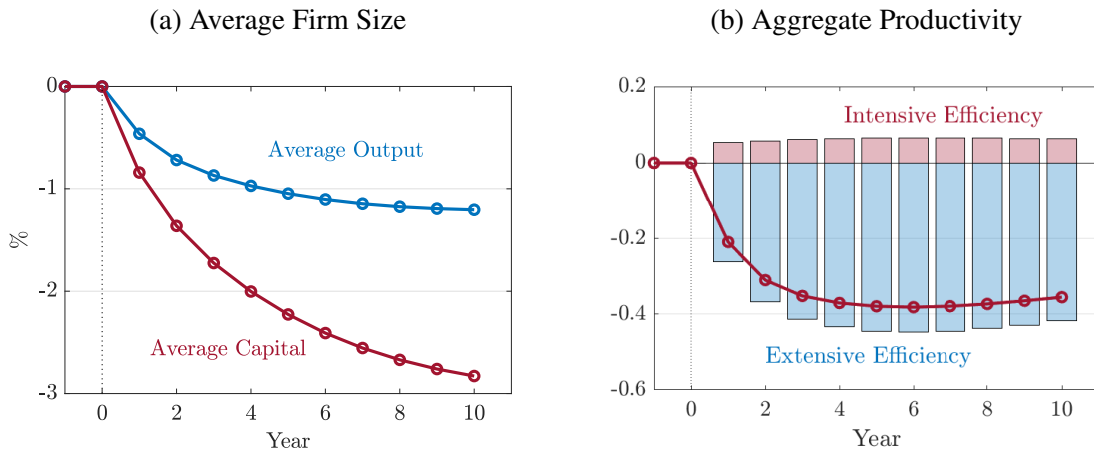 (a) Average Firm Size
0
-1
-2
-3
%
Average Output
Average Capital
0 2 4 6 8 10
Year
(b) Aggregate Productivity
0.2
0
-0.2
-0.4
-0.6
Intensive Efficiency
Extensive Efficiency
0 2 4 6 8 10
Year